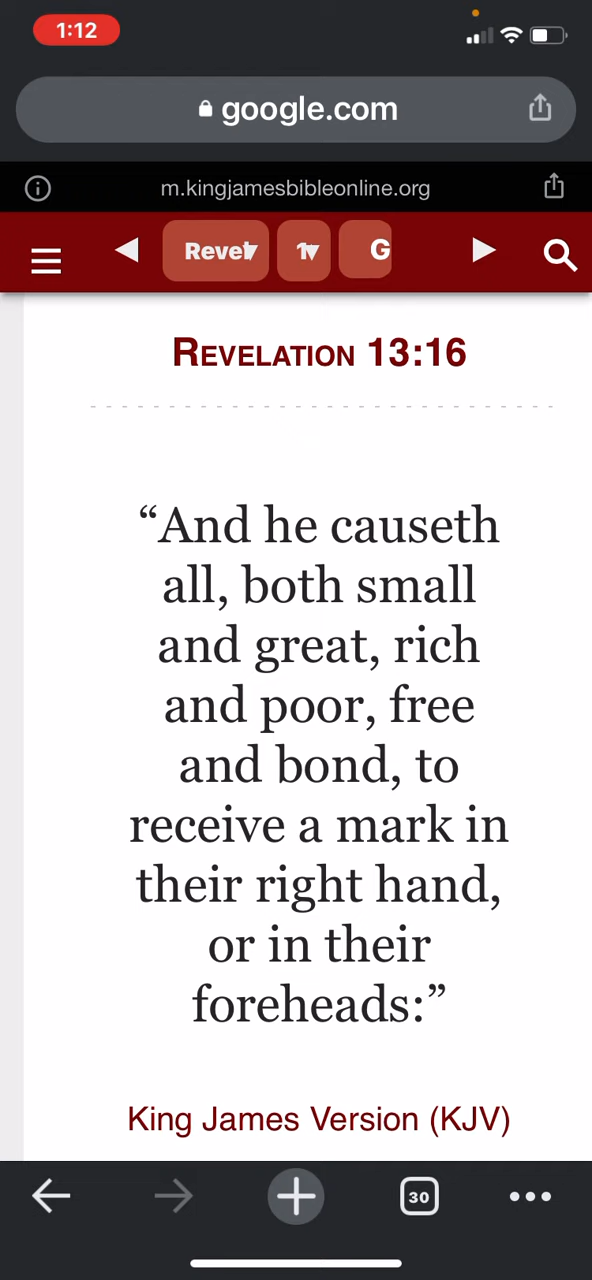 1:12
google.com
m.kingjamesbibleonline.org
Revel 1 G
REVELATION 13:16
“And he causeth
all, both small
and great, rich
and poor, free
and bond, to
receive a mark in
their right hand,
or in their
foreheads:”
King James Version (KJV)
30